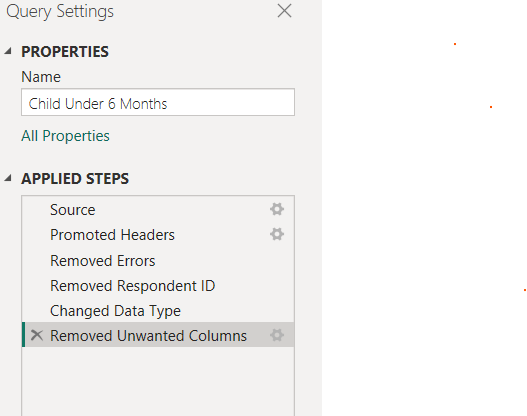 Query Settings
PROPERTIES
Name
Child Under 6 Months
All Properties
APPLIED STEPS
Source
Promoted Headers
Removed Errors
Removed Respondent ID
Changed Data Type
Removed Unwanted Columns